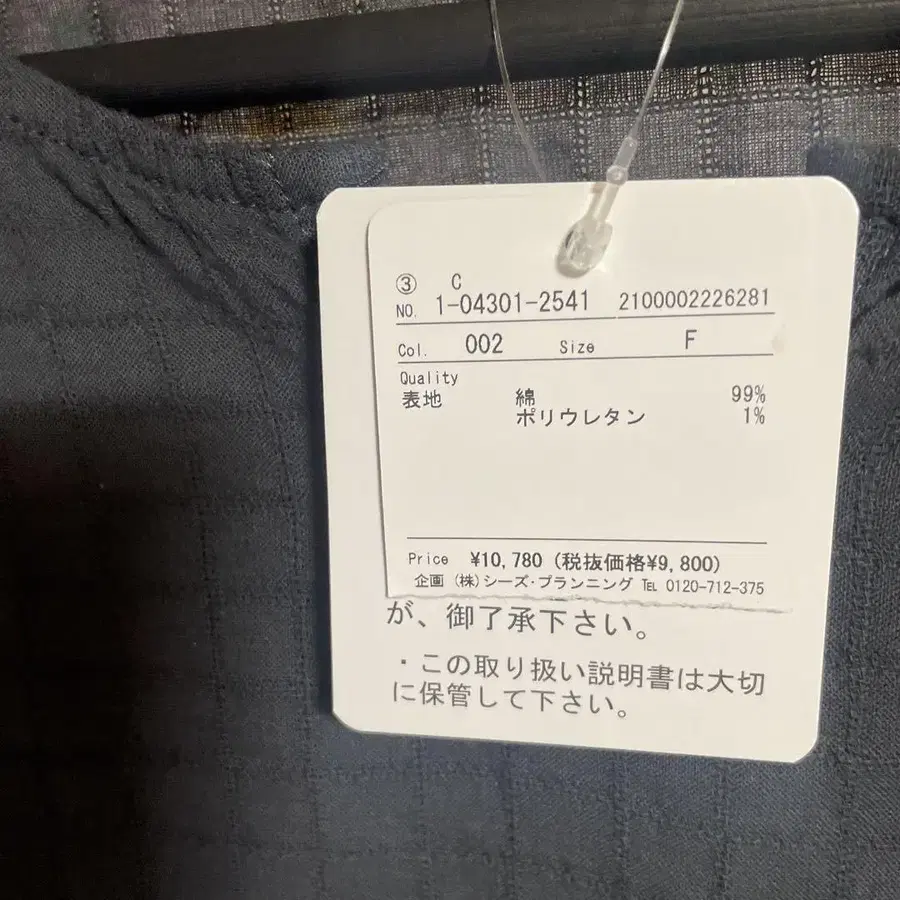 ③ C
NO. 1-04301-2541 2100002226281
Col. 002 Size F
Quality
表地 綿 99%
ポリウレタン 1%
Price ¥10,780 (税抜価格¥9,800)
企画 (株)シーズ・プランニング ℡ 0120-712-375
が、御了承下さい。
・この取り扱い説明書は大切
に保管して下さい。